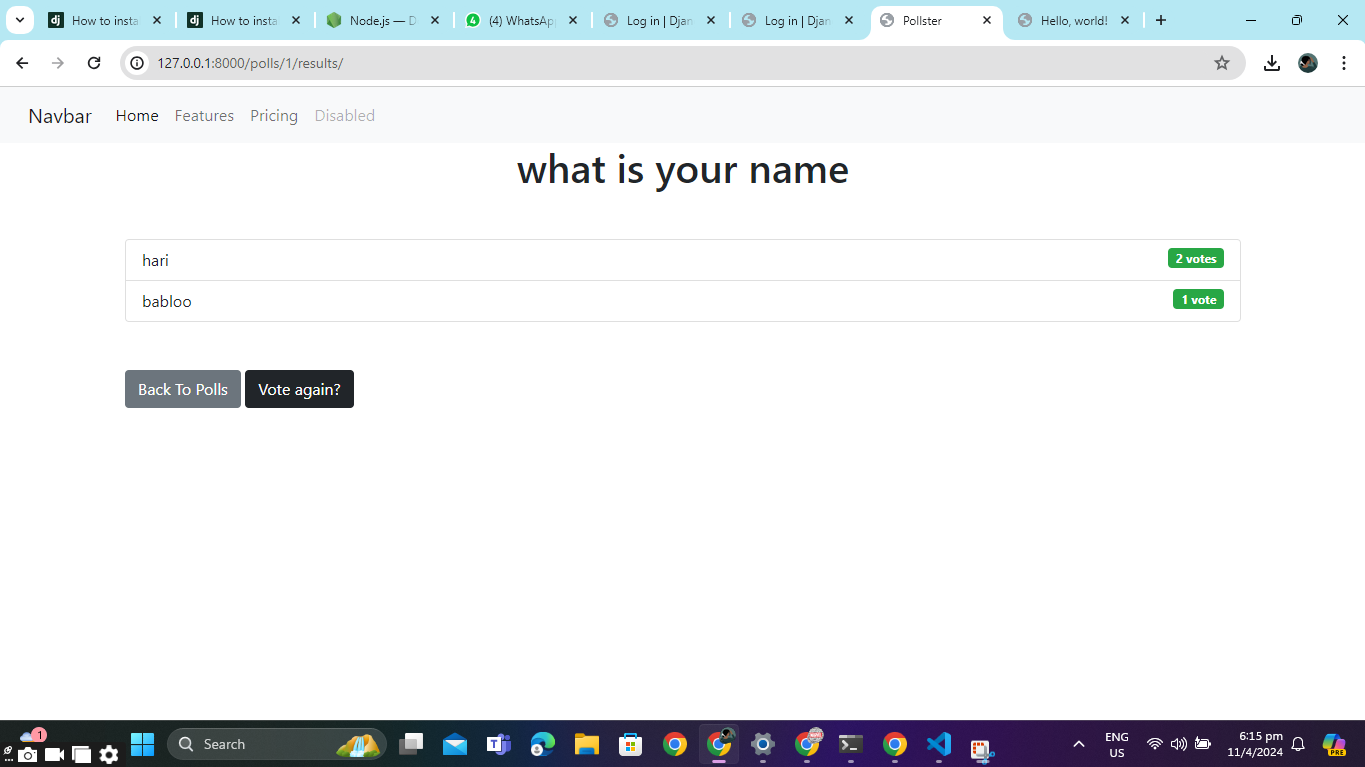 How to insta
How to insta
Node.js — D
(4) WhatsAp
Log in | Djan
Log in | Djan
Pollster
Hello, world!
127.0.0.1:8000/polls/1/results/
Navbar Home Features Pricing Disabled
what is your name
hari 2 votes
babloo 1 vote
Back To Polls Vote again?
1
Search
ENG
US
6:15 pm
11/4/2024
PRE